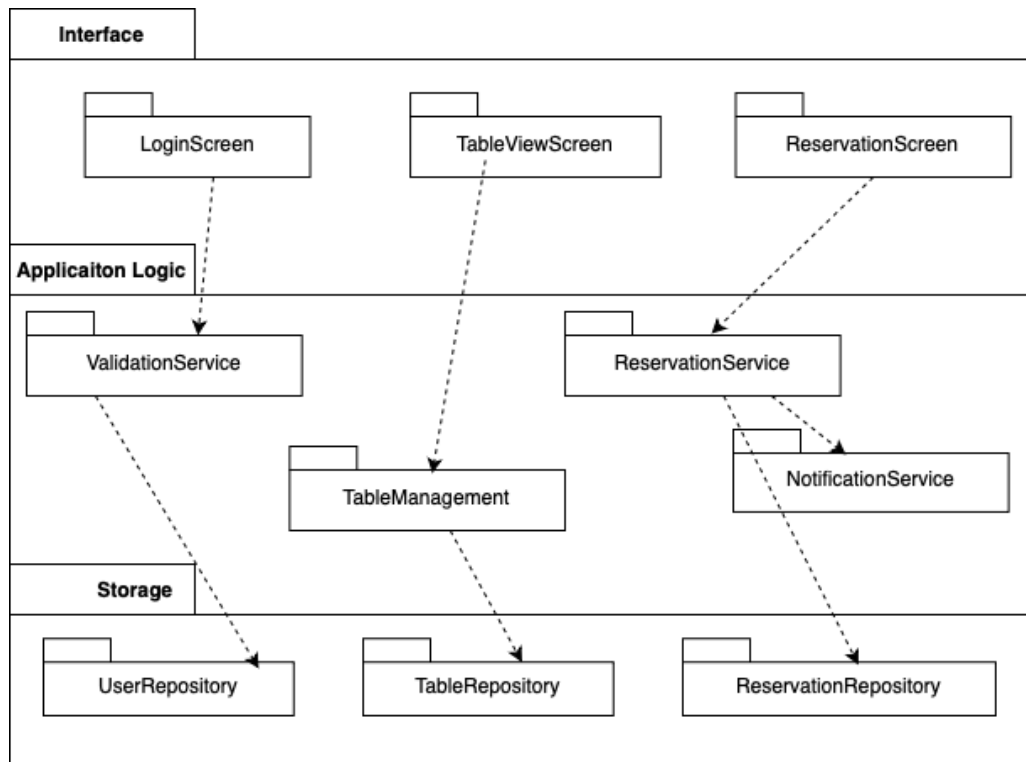 Interface
LoginScreen
TableViewScreen
ReservationScreen
Applicaiton Logic
ValidationService
ReservationService
TableManagement
NotificationService
Storage
UserRepository
TableRepository
ReservationRepository